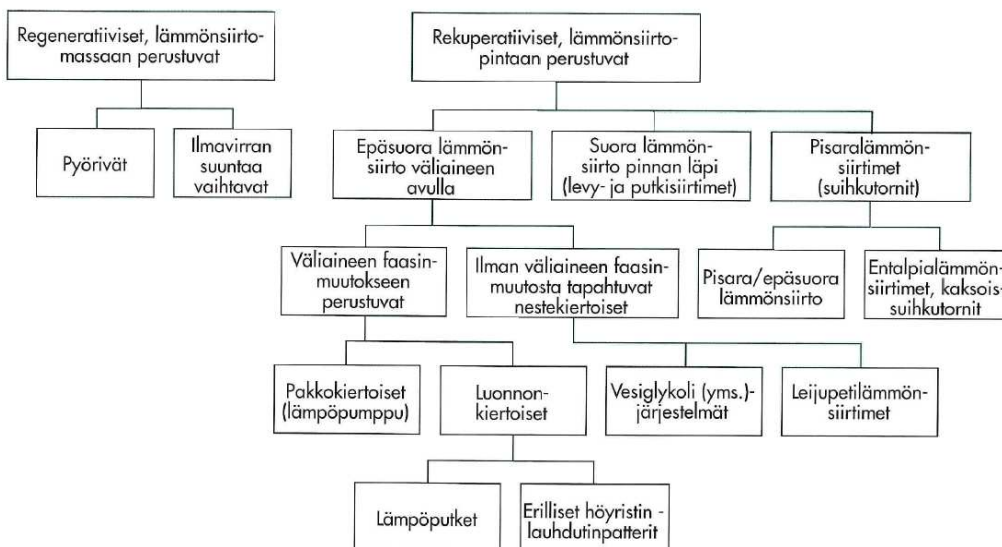 Regeneratiiviset, lämmönsiirto-
massaan perustuvat
Rekuperatiiviset, lämmönsiirto-
pintaan perustuvat
Pyörivät
Ilmavirran
suuntaa
vaihtavat
Epäsuora lämmön-
siirto väliaineen
avulla
Suora lämmön-
siirto pinnan läpi
(levy- ja putkisiirtimet)
Pisaralämmön-
siirtimet
(suihkutornit)
Väliaineen faasin-
muutokseen
perustuvat
Ilman väliaineen faasin-
muutosta tapahtuvat
nestekiertoiset
Pisara/epäsuora
lämmönsiirto
Entalpialämmön-
siirtimet, kaksois-
suihkutornit
Pakkokiertoiset
(lämpöpumppu)
Luonnon-
kiertoiset
Vesiglykoli (yms.)-
järjestelmät
Leijupetilämmön-
siirtimet
Lämpöputket
Erilliset höyristin -
lauhdutinpatterit